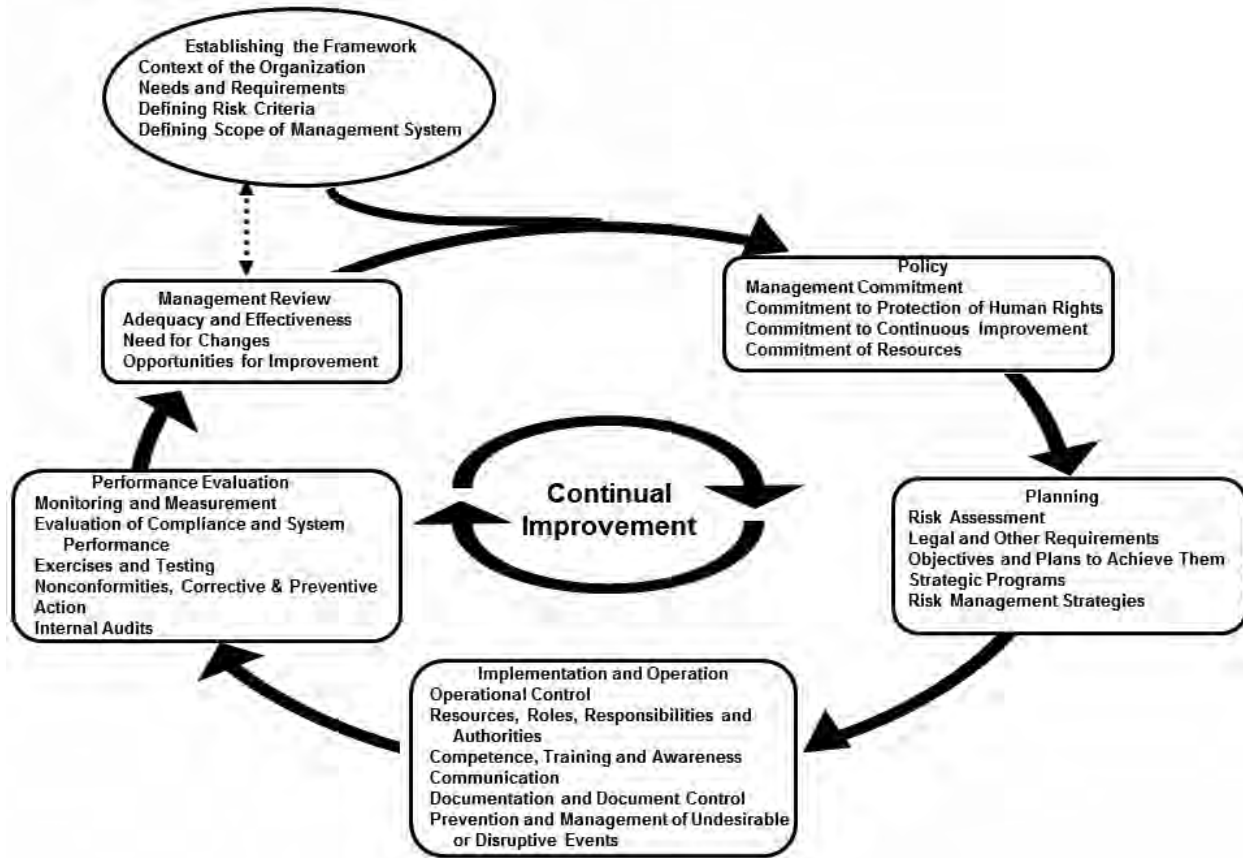 Establishing the Framework
Context of the Organization
Needs and Requirements
Defining Risk Criteria
Defining Scope of Management System
Policy
Management Commitment
Commitment to Protection of Human Rights
Commitment to Continuous Improvement
Commitment of Resources
Management Review
Adequacy and Effectiveness
Need for Changes
Opportunities for Improvement
Continual
Improvement
Performance Evaluation
Monitoring and Measurement
Evaluation of Compliance and System
Performance
Exercises and Testing
Nonconformities, Corrective & Preventive
Action
Internal Audits
Planning
Risk Assessment
Legal and Other Requirements
Objectives and Plans to Achieve Them
Strategic Programs
Risk Management Strategies
Implementation and Operation
Operational Control
Resources, Roles, Responsibilities and
Authorities
Competence, Training and Awareness
Communication
Documentation and Document Control
Prevention and Management of Undesirable
or Disruptive Events